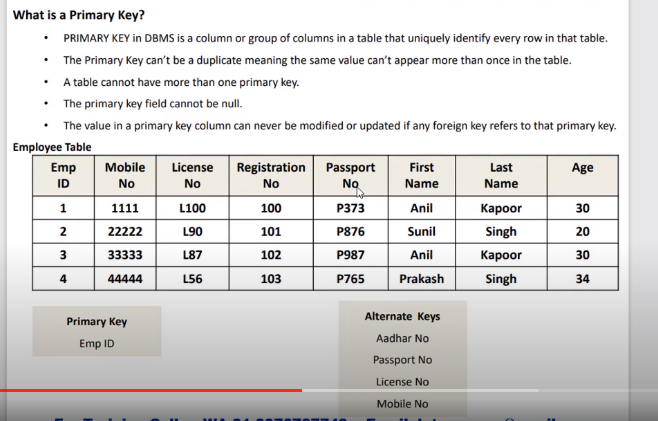 What is a Primary Key?
• PRIMARY KEY in DBMS is a column or group of columns in a table that uniquely identify every row in that table.
• The Primary Key can't be a duplicate meaning the same value can't appear more than once in the table.
• A table cannot have more than one primary key.
• The primary key field cannot be null.
• The value in a primary key column can never be modified or updated if any foreign key refers to that primary key.
Employee Table
Emp ID Mobile No License No Registration No Passport No First Name Last Name Age
1 1111 L100 100 P373 Anil Kapoor 30
2 22222 L90 101 P876 Sunil Singh 20
3 33333 L87 102 P987 Anil Kapoor 30
4 44444 L56 103 P765 Prakash Singh 34
Primary Key
Emp ID
Alternate Keys
Aadhar No
Passport No
License No
Mobile No